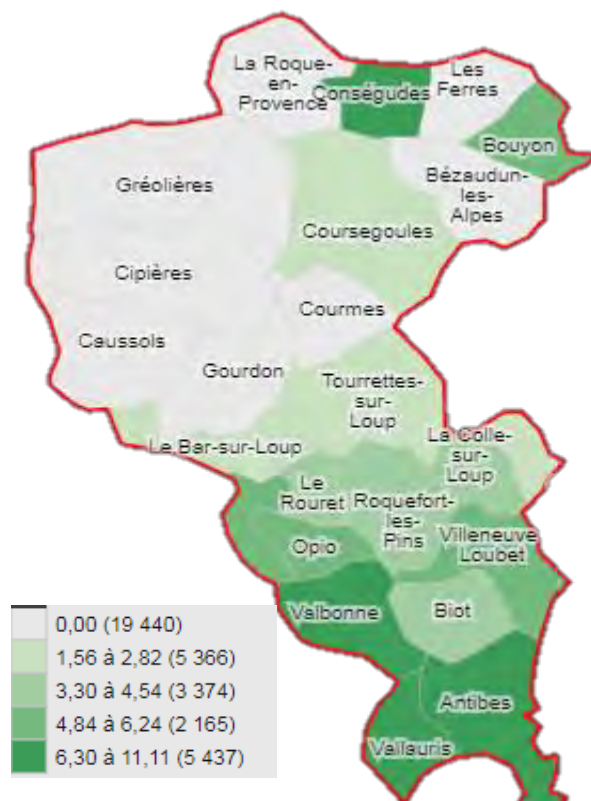 La Roque-
en-
Provence
Conségudes
Les
Ferres
Bouyon
Bézaudun-
les-
Alpes
Gréolières
Coursegoules
Cipières
Courmes
Caussols
Gourdon
Tourrettes-
sur-
Loup
Le Bar-sur-Loup
La Colle-
sur-
Loup
Le
Rouret
Roquefort-
les-
Pins
Villeneuve
Loubet
Opio
Valbonne
Biot
Antibes
Vallauris
0,00 (19 440)
1,56 à 2,82 (5 366)
3,30 à 4,54 (3 374)
4,84 à 6,24 (2 165)
6,30 à 11,11 (5 437)